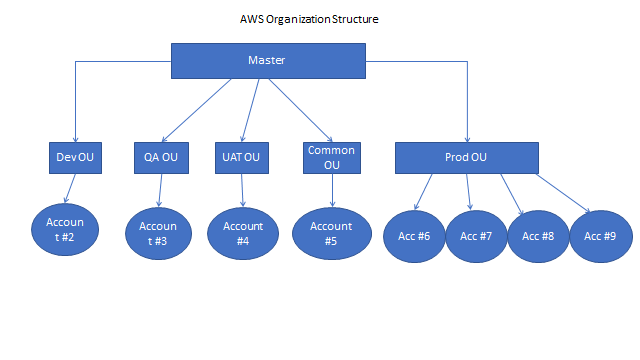 AWS Organization Structure
Master
Dev OU
QA OU
UAT OU
Common
OU
Prod OU
Accoun
t #2
Accoun
t #3
Account
#4
Account
#5
Acc #6
Acc #7
Acc #8
Acc #9